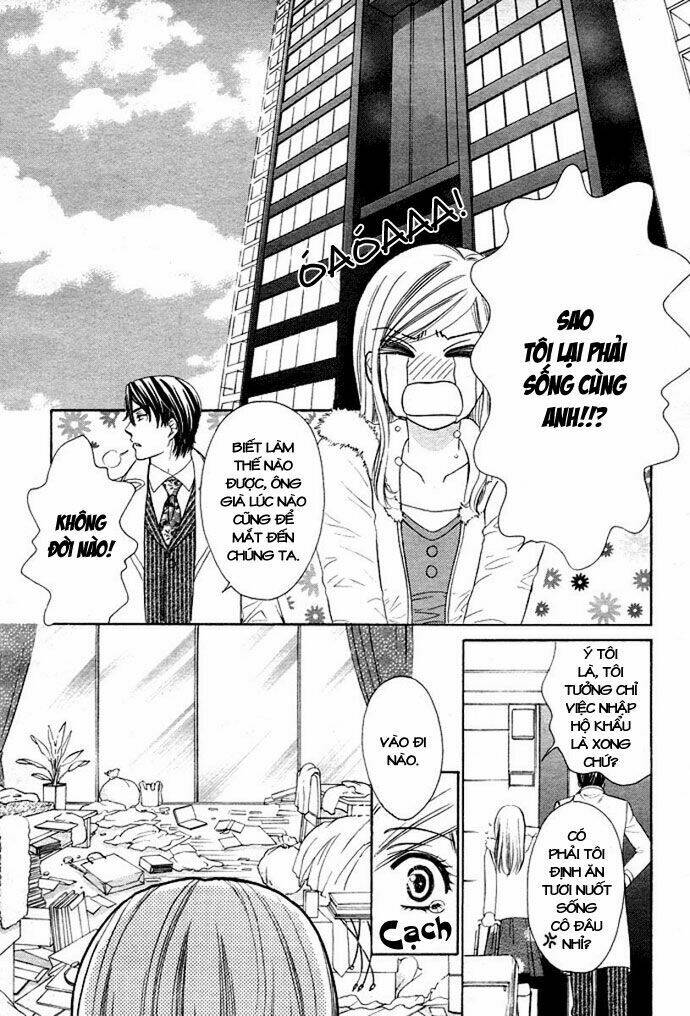 ÓAÓAAA!
SAO
TÔI LẠI PHẢI
SỐNG CÙNG
ANH!!?
BIẾT LÀM
THẾ NÀO
ĐƯỢC, ÔNG
GIÀ LÚC NÀO
CŨNG ĐỂ
MẮT ĐẾN
CHÚNG TA.
KHÔNG
ĐỜI NÀO!
Ý TÔI
LÀ, TÔI
TƯỞNG CHỈ
VIỆC NHẬP
HỘ KHẨU
LÀ XONG
CHỨ?
CÓ
PHẢI TÔI
ĐỊNH ĂN
TƯƠI NUỐT
SỐNG
CÔ ĐÂU
NHỈ?
VÀO ĐI
NÀO.
CẠCH